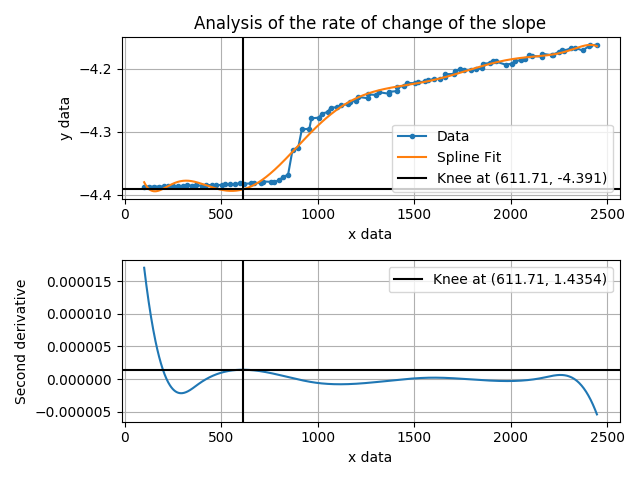 Analysis of the rate of change of the slope
−4.2
−4.3
−4.4
y data
Data
Spline Fit
Knee at (611.71, -4.391)
0 500 1000 1500 2000 2500
x data
Knee at (611.71, 1.4354)
0.000015
0.000010
0.000005
0.000000
−0.000005
Second derivative
0 500 1000 1500 2000 2500
x data